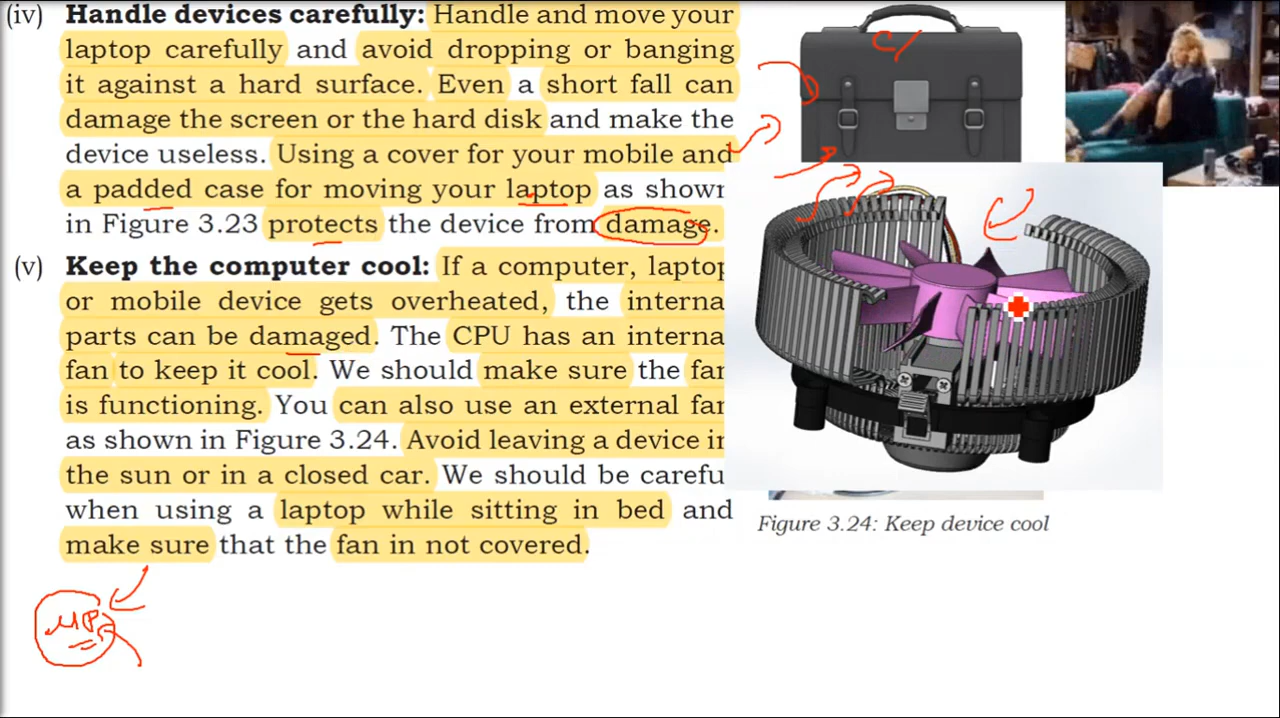 (iv) Handle devices carefully: Handle and move your
laptop carefully and avoid dropping or banging
it against a hard surface. Even a short fall can
damage the screen or the hard disk and make the
device useless. Using a cover for your mobile and
a padded case for moving your laptop as shown
in Figure 3.23 protects the device from damage.
(v) Keep the computer cool: If a computer, laptop
or mobile device gets overheated, the interna
parts can be damaged. The CPU has an interna
fan to keep it cool. We should make sure the fan
is functioning. You can also use an external fan
as shown in Figure 3.24. Avoid leaving a device in
the sun or in a closed car. We should be carefu
when using a laptop while sitting in bed and
make sure that the fan in not covered.
Figure 3.24: Keep device cool